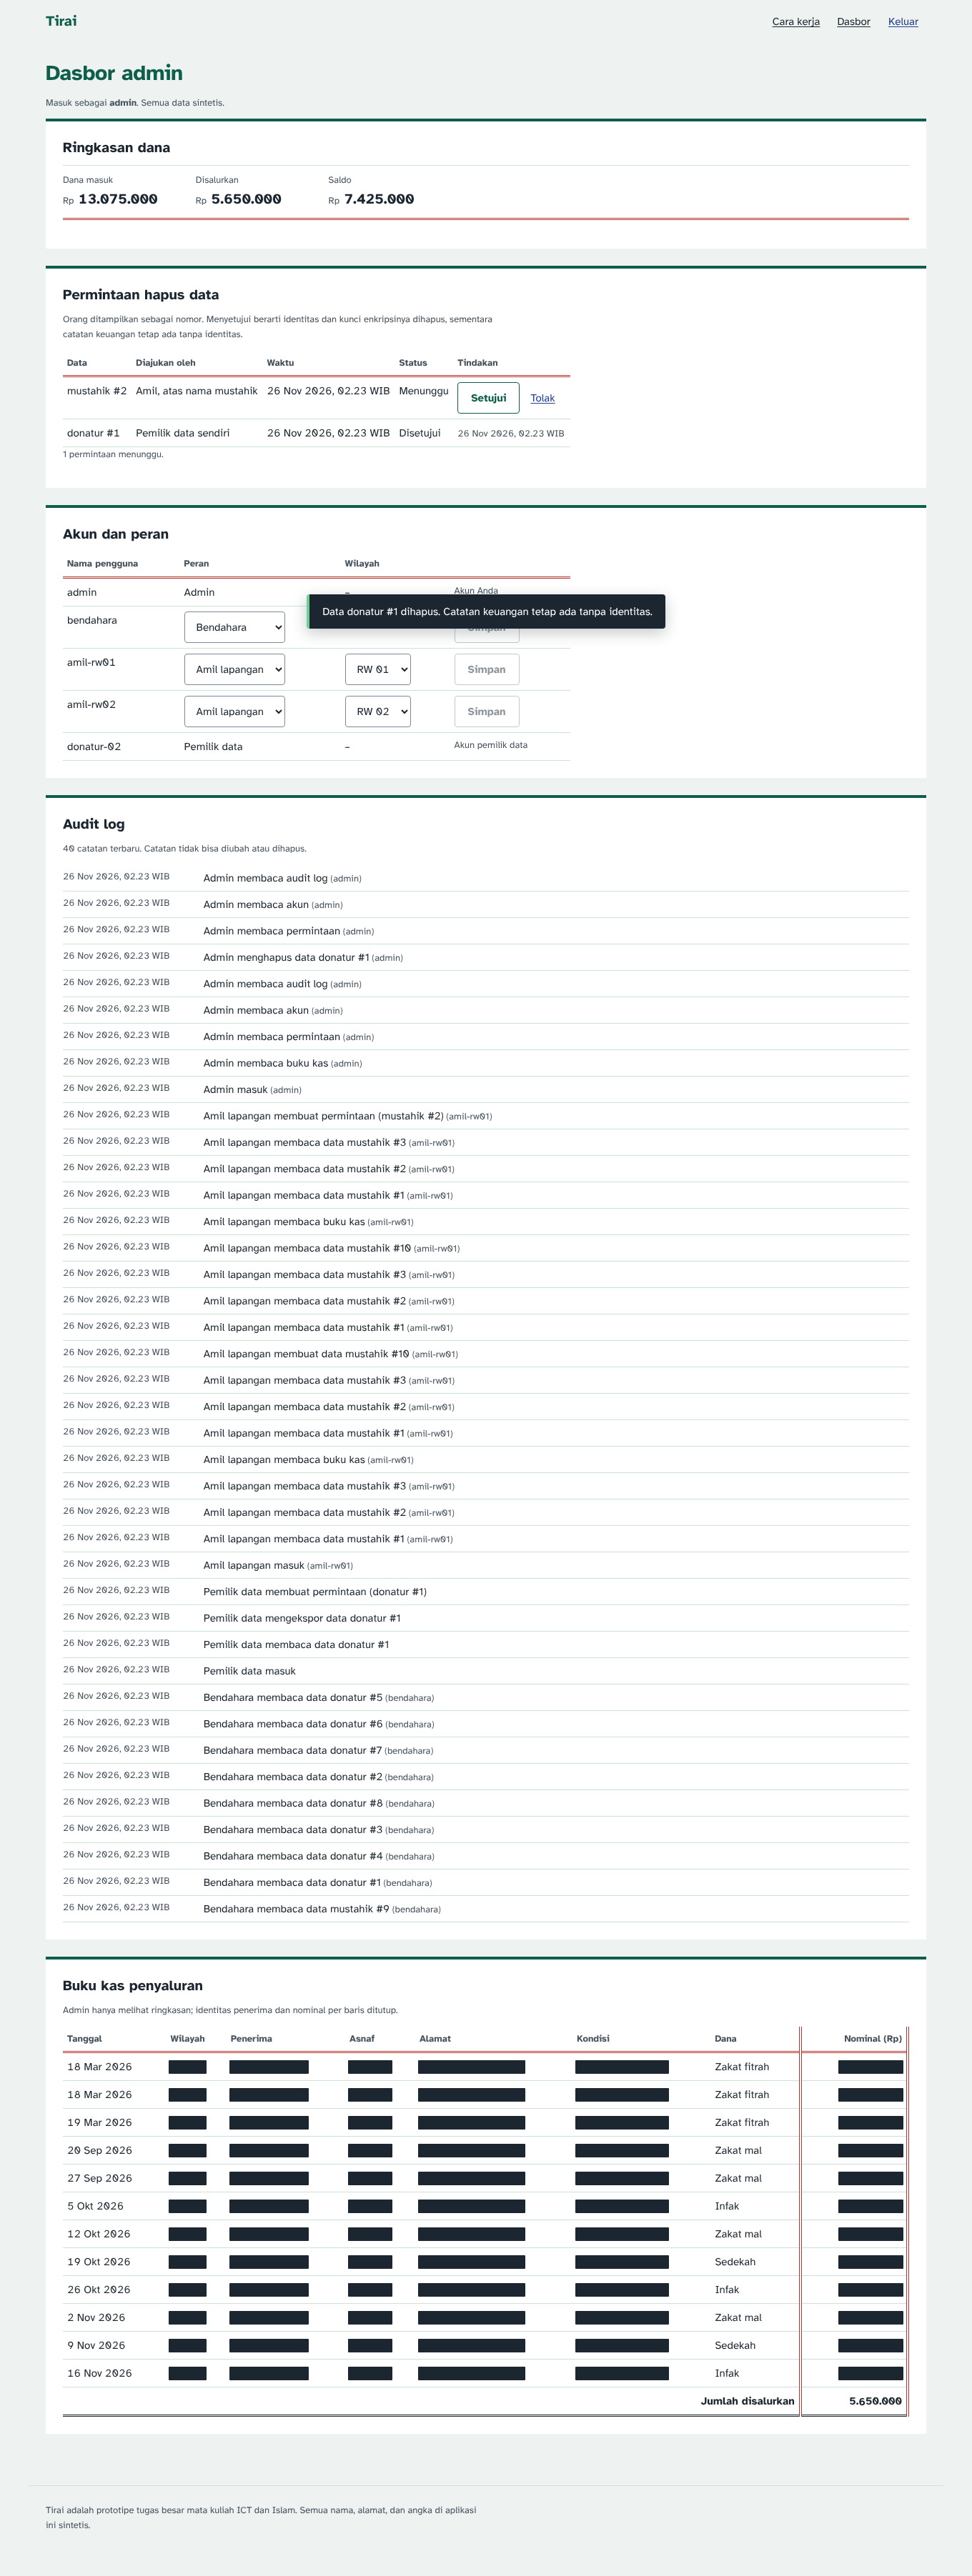 Tirai
Cara kerja Dasbor Keluar
Dasbor admin
Masuk sebagai admin. Semua data sintetis.
Ringkasan dana
Dana masuk Disalurkan Saldo
Rp 13.075.000 Rp 5.650.000 Rp 7.425.000
Permintaan hapus data
Orang ditampilkan sebagai nomor. Menyetujui berarti identitas dan kunci enkripsinya dihapus, sementara
catatan keuangan tetap ada tanpa identitas.
Data Diajukan oleh Waktu Status Tindakan
mustahik #2 Amil, atas nama mustahik 26 Nov 2026, 02.23 WIB Menunggu Setujui Tolak
donatur #1 Pemilik data sendiri 26 Nov 2026, 02.23 WIB Disetujui 26 Nov 2026, 02.23 WIB
1 permintaan menunggu.
Akun dan peran
Nama pengguna Peran Wilayah
admin Admin – Akun Anda
Data donatur #1 dihapus. Catatan keuangan tetap ada tanpa identitas.
bendahara Bendahara Simpan
amil-rw01 Amil lapangan RW 01 Simpan
amil-rw02 Amil lapangan RW 02 Simpan
donatur-02 Pemilik data – Akun pemilik data
Audit log
40 catatan terbaru. Catatan tidak bisa diubah atau dihapus.
26 Nov 2026, 02.23 WIB Admin membaca audit log (admin)
26 Nov 2026, 02.23 WIB Admin membaca akun (admin)
26 Nov 2026, 02.23 WIB Admin membaca permintaan (admin)
26 Nov 2026, 02.23 WIB Admin menghapus data donatur #1 (admin)
26 Nov 2026, 02.23 WIB Admin membaca audit log (admin)
26 Nov 2026, 02.23 WIB Admin membaca akun (admin)
26 Nov 2026, 02.23 WIB Admin membaca permintaan (admin)
26 Nov 2026, 02.23 WIB Admin membaca buku kas (admin)
26 Nov 2026, 02.23 WIB Admin masuk (admin)
26 Nov 2026, 02.23 WIB Amil lapangan membuat permintaan (mustahik #2) (amil-rw01)
26 Nov 2026, 02.23 WIB Amil lapangan membaca data mustahik #3 (amil-rw01)
26 Nov 2026, 02.23 WIB Amil lapangan membaca data mustahik #2 (amil-rw01)
26 Nov 2026, 02.23 WIB Amil lapangan membaca data mustahik #1 (amil-rw01)
26 Nov 2026, 02.23 WIB Amil lapangan membaca buku kas (amil-rw01)
26 Nov 2026, 02.23 WIB Amil lapangan membaca data mustahik #10 (amil-rw01)
26 Nov 2026, 02.23 WIB Amil lapangan membaca data mustahik #3 (amil-rw01)
26 Nov 2026, 02.23 WIB Amil lapangan membaca data mustahik #2 (amil-rw01)
26 Nov 2026, 02.23 WIB Amil lapangan membaca data mustahik #1 (amil-rw01)
26 Nov 2026, 02.23 WIB Amil lapangan membuat data mustahik #10 (amil-rw01)
26 Nov 2026, 02.23 WIB Amil lapangan membaca data mustahik #3 (amil-rw01)
26 Nov 2026, 02.23 WIB Amil lapangan membaca data mustahik #2 (amil-rw01)
26 Nov 2026, 02.23 WIB Amil lapangan membaca data mustahik #1 (amil-rw01)
26 Nov 2026, 02.23 WIB Amil lapangan membaca buku kas (amil-rw01)
26 Nov 2026, 02.23 WIB Amil lapangan membaca data mustahik #3 (amil-rw01)
26 Nov 2026, 02.23 WIB Amil lapangan membaca data mustahik #2 (amil-rw01)
26 Nov 2026, 02.23 WIB Amil lapangan membaca data mustahik #1 (amil-rw01)
26 Nov 2026, 02.23 WIB Amil lapangan masuk (amil-rw01)
26 Nov 2026, 02.23 WIB Pemilik data membuat permintaan (donatur #1)
26 Nov 2026, 02.23 WIB Pemilik data mengekspor data donatur #1
26 Nov 2026, 02.23 WIB Pemilik data membaca data donatur #1
26 Nov 2026, 02.23 WIB Pemilik data masuk
26 Nov 2026, 02.23 WIB Bendahara membaca data donatur #5 (bendahara)
26 Nov 2026, 02.23 WIB Bendahara membaca data donatur #6 (bendahara)
26 Nov 2026, 02.23 WIB Bendahara membaca data donatur #7 (bendahara)
26 Nov 2026, 02.23 WIB Bendahara membaca data donatur #2 (bendahara)
26 Nov 2026, 02.23 WIB Bendahara membaca data donatur #8 (bendahara)
26 Nov 2026, 02.23 WIB Bendahara membaca data donatur #3 (bendahara)
26 Nov 2026, 02.23 WIB Bendahara membaca data donatur #4 (bendahara)
26 Nov 2026, 02.23 WIB Bendahara membaca data donatur #1 (bendahara)
26 Nov 2026, 02.23 WIB Bendahara membaca data mustahik #9 (bendahara)
Buku kas penyaluran
Admin hanya melihat ringkasan; identitas penerima dan nominal per baris ditutup.
Tanggal Wilayah Penerima Asnaf Alamat Kondisi Dana Nominal (Rp)
18 Mar 2026 Zakat fitrah
18 Mar 2026 Zakat fitrah
19 Mar 2026 Zakat fitrah
20 Sep 2026 Zakat mal
27 Sep 2026 Zakat mal
5 Okt 2026 Infak
12 Okt 2026 Zakat mal
19 Okt 2026 Sedekah
26 Okt 2026 Infak
2 Nov 2026 Zakat mal
9 Nov 2026 Sedekah
16 Nov 2026 Infak
Jumlah disalurkan 5.650.000
Tirai adalah prototipe tugas besar mata kuliah ICT dan Islam. Semua nama, alamat, dan angka di aplikasi
ini sintetis.